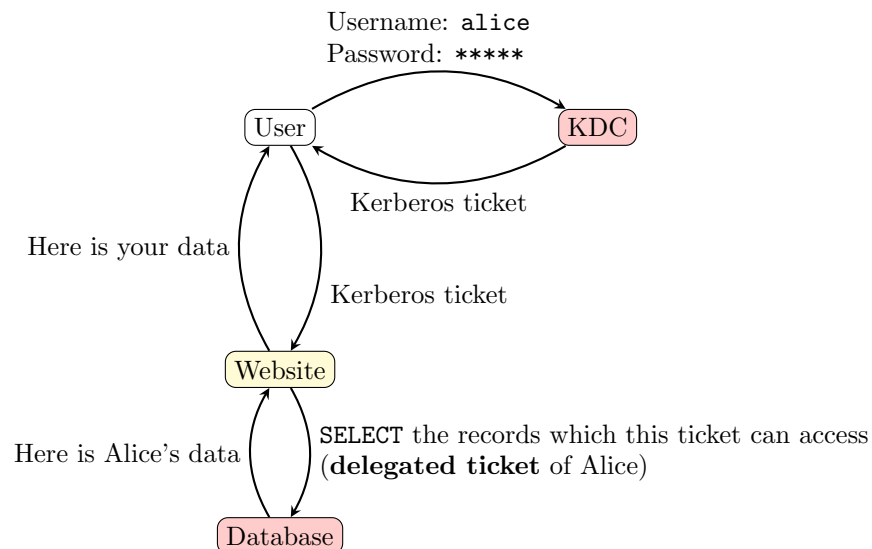 Username: alice
Password: *****
User
KDC
Kerberos ticket
Here is your data
Kerberos ticket
Website
Here is Alice's data
SELECT the records which this ticket can access
(delegated ticket of Alice)
Database